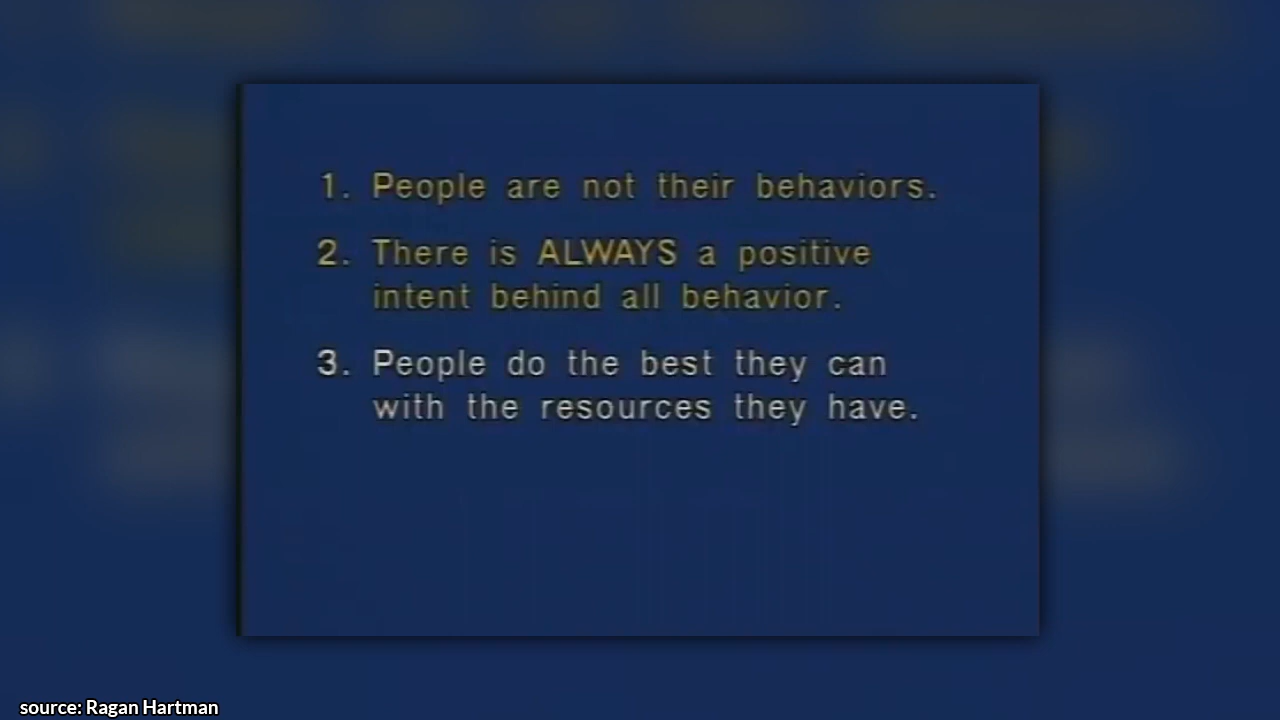 1. People are not their behaviors.
2. There is ALWAYS a positive
intent behind all behavior.
3. People do the best they can
with the resources they have.
source: Ragan Hartman